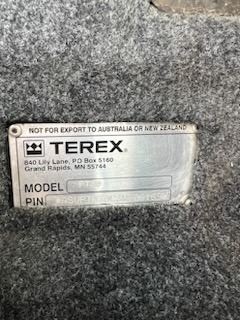 NOT FOR EXPORT TO AUSTRALIA OR NEW ZEALAND
TEREX®
840 Lily Lane, PO Box 5160
Grand Rapids, MN 55744
MODEL
PIN